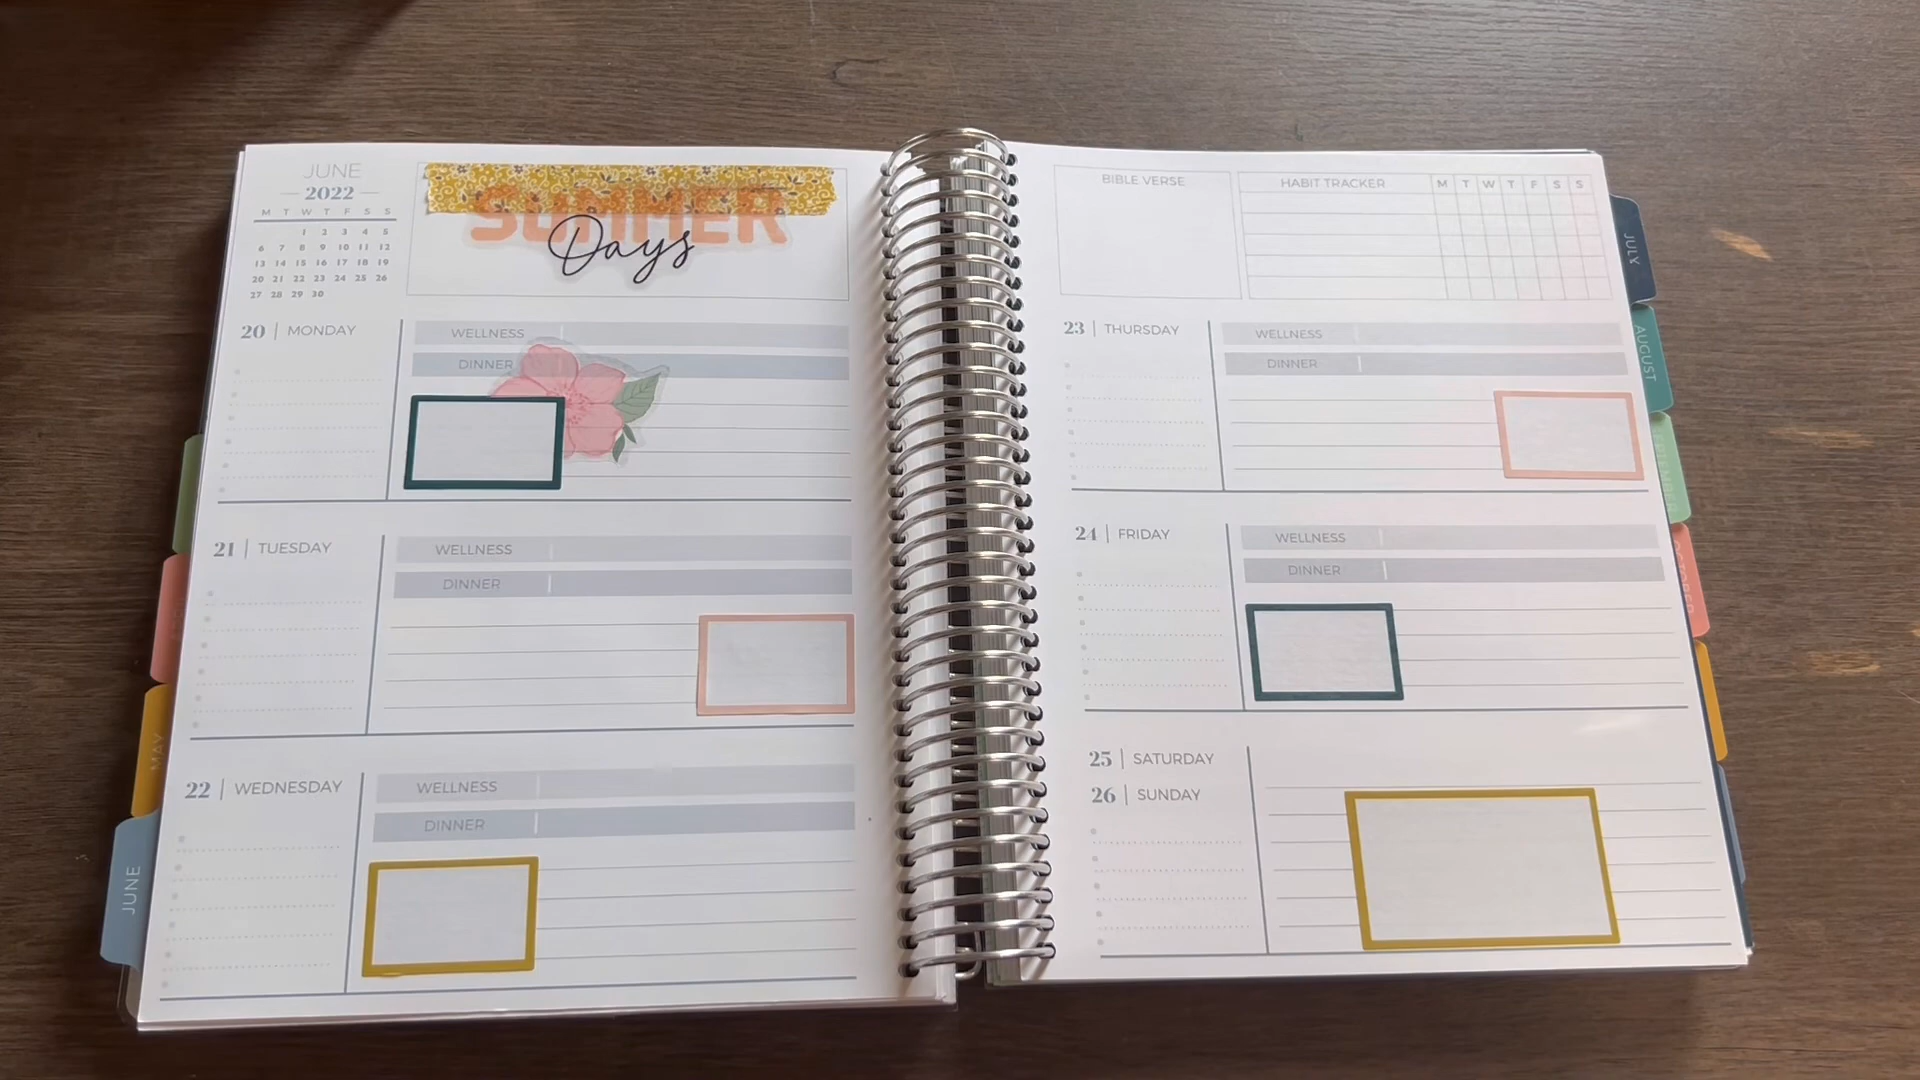 JUNE
2022
M T W T F S S
1 2 3 4 5
6 7 8 9 10 11 12
13 14 15 16 17 18 19
20 21 22 23 24 25 26
27 28 29 30
SUMMER
Days
20 | MONDAY
WELLNESS
DINNER
21 | TUESDAY
WELLNESS
DINNER
22 | WEDNESDAY
WELLNESS
DINNER
MAY
JUNE
BIBLE VERSE
HABIT TRACKER M T W T F S S
23 | THURSDAY
WELLNESS
DINNER
24 | FRIDAY
WELLNESS
DINNER
25 | SATURDAY
26 | SUNDAY
JULY
AUGUST
SEPTEMBER
OCTOBER